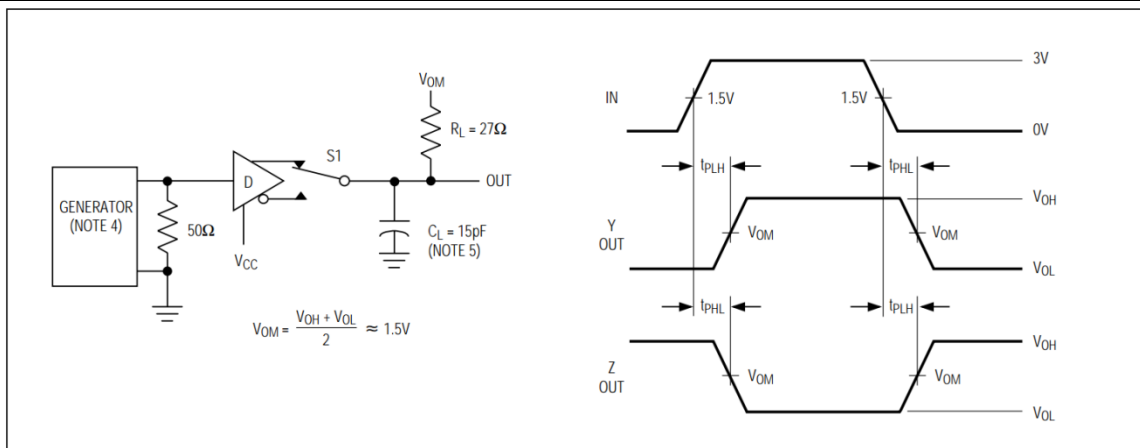 GENERATOR
(NOTE 4)
50Ω
D
VCC
S1
VOM
RL = 27Ω
OUT
CL = 15pF
(NOTE 5)
VOM = VOH + VOL / 2 ≈ 1.5V
IN
1.5V
1.5V
3V
0V
tPLH
tPHL
Y
OUT
VOM
VOM
VOH
VOL
tPHL
tPLH
Z
OUT
VOM
VOM
VOH
VOL